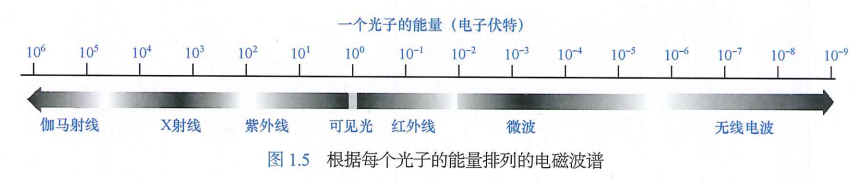 一个光子的能量（电子伏特）
10⁶ 10⁵ 10⁴ 10³ 10² 10¹ 10⁰ 10⁻¹ 10⁻² 10⁻³ 10⁻⁴ 10⁻⁵ 10⁻⁶ 10⁻⁷ 10⁻⁸ 10⁻⁹
伽马射线 X射线 紫外线 可见光 红外线 微波 无线电波
图 1.5 根据每个光子的能量排列的电磁波谱